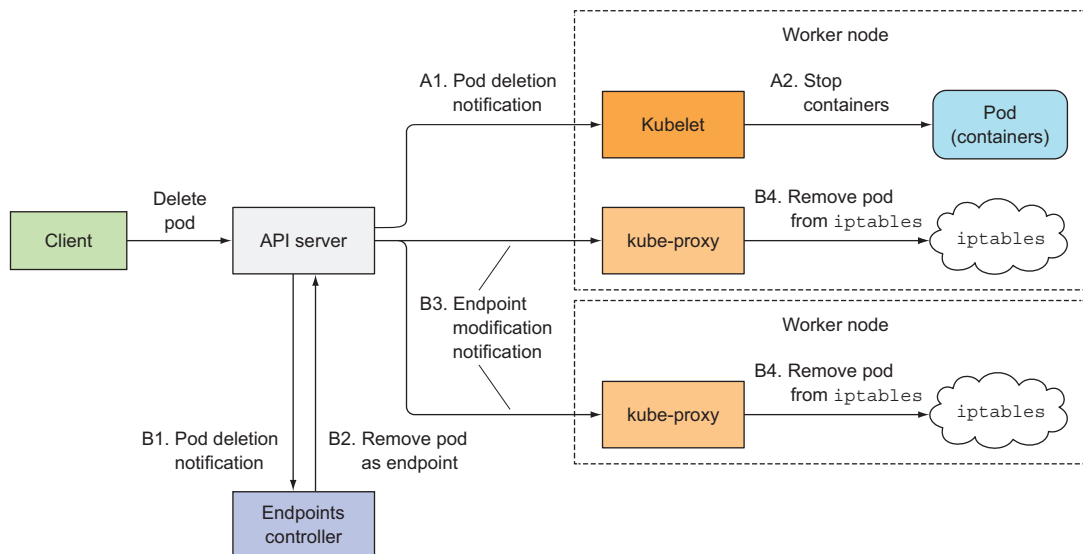 Worker node
A1. Pod deletion
notification
Kubelet
A2. Stop
containers
Pod
(containers)
Client
Delete
pod
API server
kube-proxy
B4. Remove pod
from iptables
iptables
B3. Endpoint
modification
notification
Worker node
kube-proxy
B4. Remove pod
from iptables
iptables
B1. Pod deletion
notification
B2. Remove pod
as endpoint
Endpoints
controller